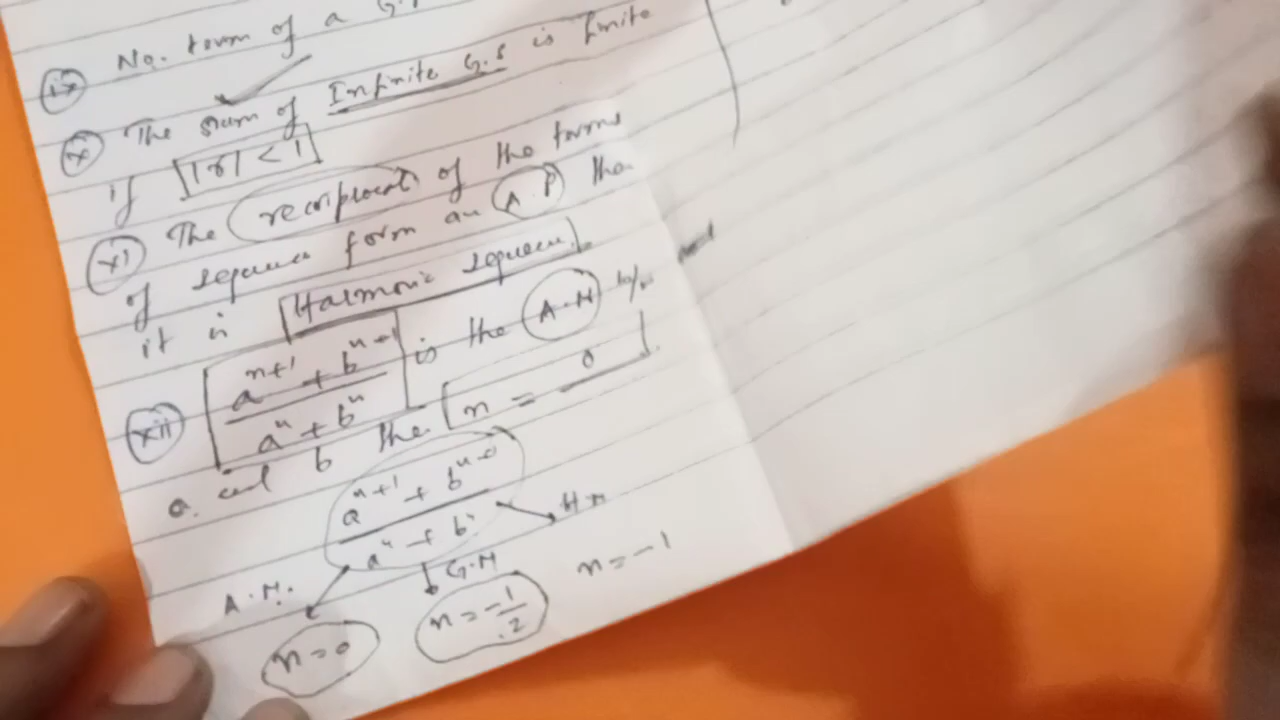 (ix) No. term of a G.P
(x) The sum of Infinite G.S is finite
if |r| < 1
(xi) The reciprocal of the terms
of sequence form an A.P then
it is Harmonic sequence.
(xii) a^{n+1} + b^{n+1} / a^n + b^n is the A.M b/w
a and b the n = 0
a^{n+1} + b^{n+1} / a^n + b^n
A.M. G.M H.M
n = 0 n = -1/2 n = -1